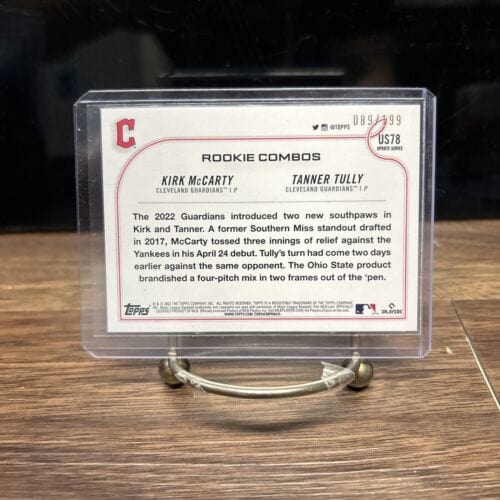 089/199
@TOPPS
C
US78
UPDATE SERIES
ROOKIE COMBOS
KIRK McCARTY TANNER TULLY
CLEVELAND GUARDIANS™ | P CLEVELAND GUARDIANS™ | P
The 2022 Guardians introduced two new southpaws in
Kirk and Tanner. A former Southern Miss standout drafted
in 2017, McCarty tossed three innings of relief against the
Yankees in his April 24 debut. Tully's turn had come two days
earlier against the same opponent. The Ohio State product
brandished a four-pitch mix in two frames out of the 'pen.
Topps
PLAYERS